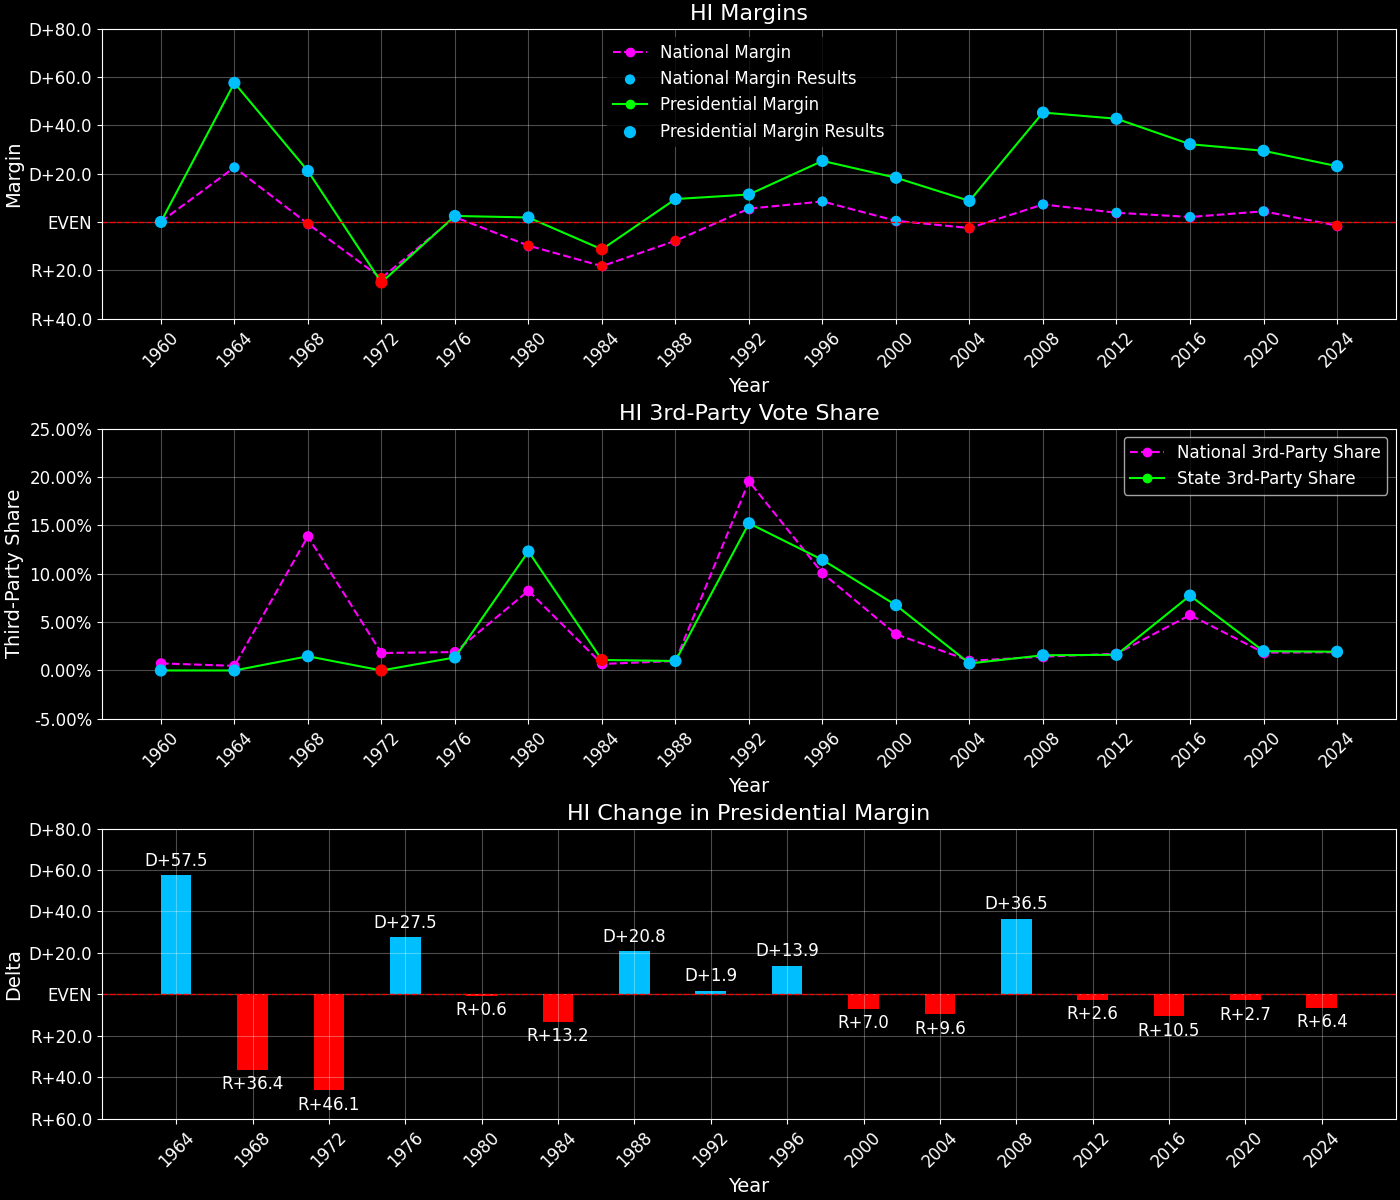 HI Margins
D+80.0
D+60.0
D+40.0
D+20.0
EVEN
R+20.0
R+40.0
Margin
National Margin
National Margin Results
Presidential Margin
Presidential Margin Results
1960 1964 1968 1972 1976 1980 1984 1988 1992 1996 2000 2004 2008 2012 2016 2020 2024
Year
HI 3rd-Party Vote Share
25.00%
20.00%
15.00%
10.00%
5.00%
0.00%
-5.00%
Third-Party Share
National 3rd-Party Share
State 3rd-Party Share
1960 1964 1968 1972 1976 1980 1984 1988 1992 1996 2000 2004 2008 2012 2016 2020 2024
Year
HI Change in Presidential Margin
D+80.0
D+60.0
D+40.0
D+20.0
EVEN
R+20.0
R+40.0
R+60.0
Delta
D+57.5
R+36.4
R+46.1
D+27.5
R+0.6
R+13.2
D+20.8
D+1.9
D+13.9
R+7.0
R+9.6
D+36.5
R+2.6
R+10.5
R+2.7
R+6.4
1964 1968 1972 1976 1980 1984 1988 1992 1996 2000 2004 2008 2012 2016 2020 2024
Year